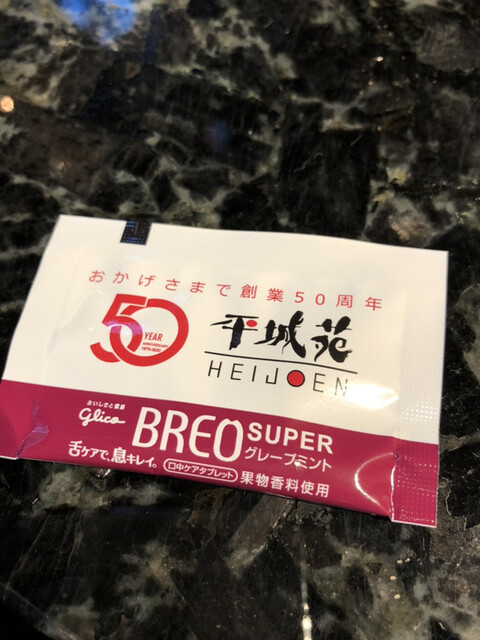 おかげさまで創業50周年
50
YEAR
ANNIVERSARY
1970-2020
平城苑
HEIJOEN
おいしさと健康
Glico
BREO SUPER
グレープミント
舌ケアで、息キレイ。
口中ケアタブレット
果物香料使用